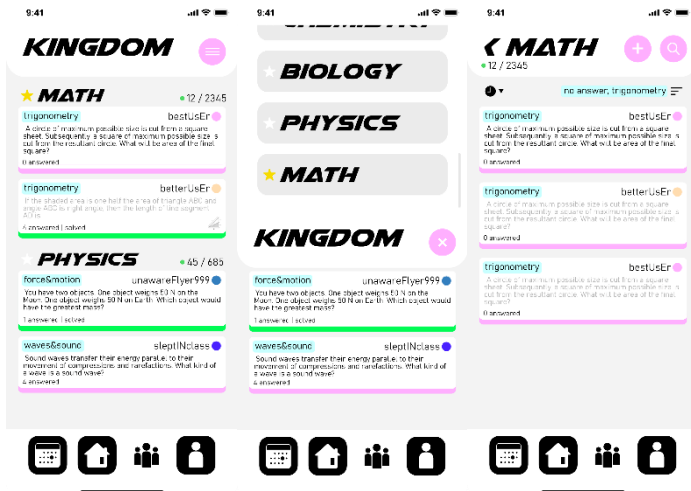 9:41
KINGDOM
MATH
12 / 2345
trigonometry
bestUsEr
A circle of maximum possible size is cut from a square
sheet. Subsequently, a square of maximum possible size is
cut from the resultant circle. What will be area of the final
square?
0 answered
trigonometry
betterUsEr
If the shaded area is one half the area of triangle ABC and
angle ABC is right angle, then the length of line segment
AD is
4 answered | solved
PHYSICS
45 / 685
force&motion
unawareFlyer999
You have two objects. One object weighs 50 N on the
Moon. One object weighs 50 N on Earth. Which object would
have the greatest mass?
1 answered | solved
waves&sound
sleptINclass
Sound waves transfer their energy parallel to their
movement of compressions and rarefactions. What kind of
a wave is a sound wave?
4 answered
9:41
CHEMISTRY
BIOLOGY
PHYSICS
MATH
KINGDOM
force&motion
unawareFlyer999
You have two objects. One object weighs 50 N on the
Moon. One object weighs 50 N on Earth. Which object would
have the greatest mass?
1 answered | solved
waves&sound
sleptINclass
Sound waves transfer their energy parallel to their
movement of compressions and rarefactions. What kind of
a wave is a sound wave?
4 answered
9:41
MATH
12 / 2345
no answer, trigonometry
trigonometry
bestUsEr
A circle of maximum possible size is cut from a square
sheet. Subsequently, a square of maximum possible size is
cut from the resultant circle. What will be area of the final
square?
0 answered
trigonometry
betterUsEr
A circle of maximum possible size is cut from a square
sheet. Subsequently, a square of maximum possible size is
cut from the resultant circle. What will be area of the final
square?
0 answered
trigonometry
bestUsEr
A circle of maximum possible size is cut from a square
sheet. Subsequently, a square of maximum possible size is
cut from the resultant circle. What will be area of the final
square?
0 answered